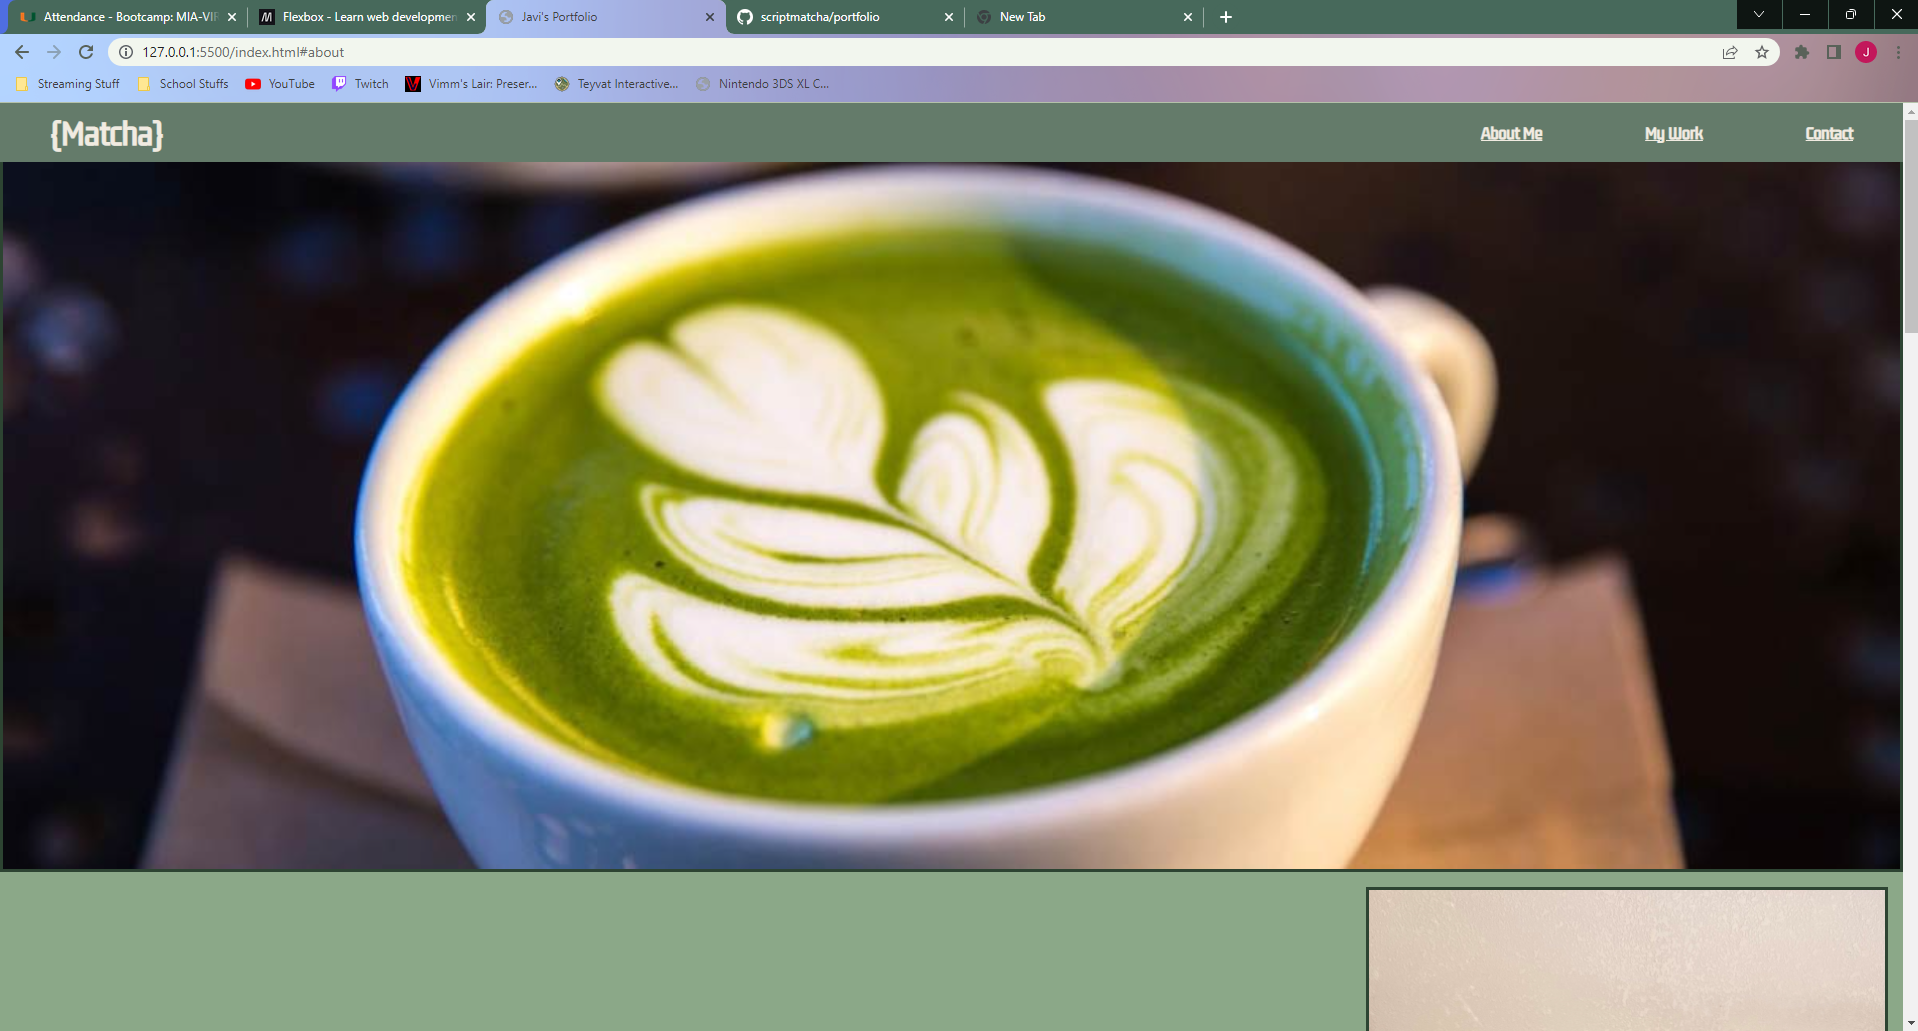 Attendance - Bootcamp: MIA-VIR
Flexbox - Learn web developmen
Javi's Portfolio
scriptmatcha/portfolio
New Tab
127.0.0.1:5500/index.html#about
J
Streaming Stuff
School Stuffs
YouTube
Twitch
Vimm's Lair: Preser...
Teyvat Interactive...
Nintendo 3DS XL C...
{Matcha}
About Me
My Work
Contact